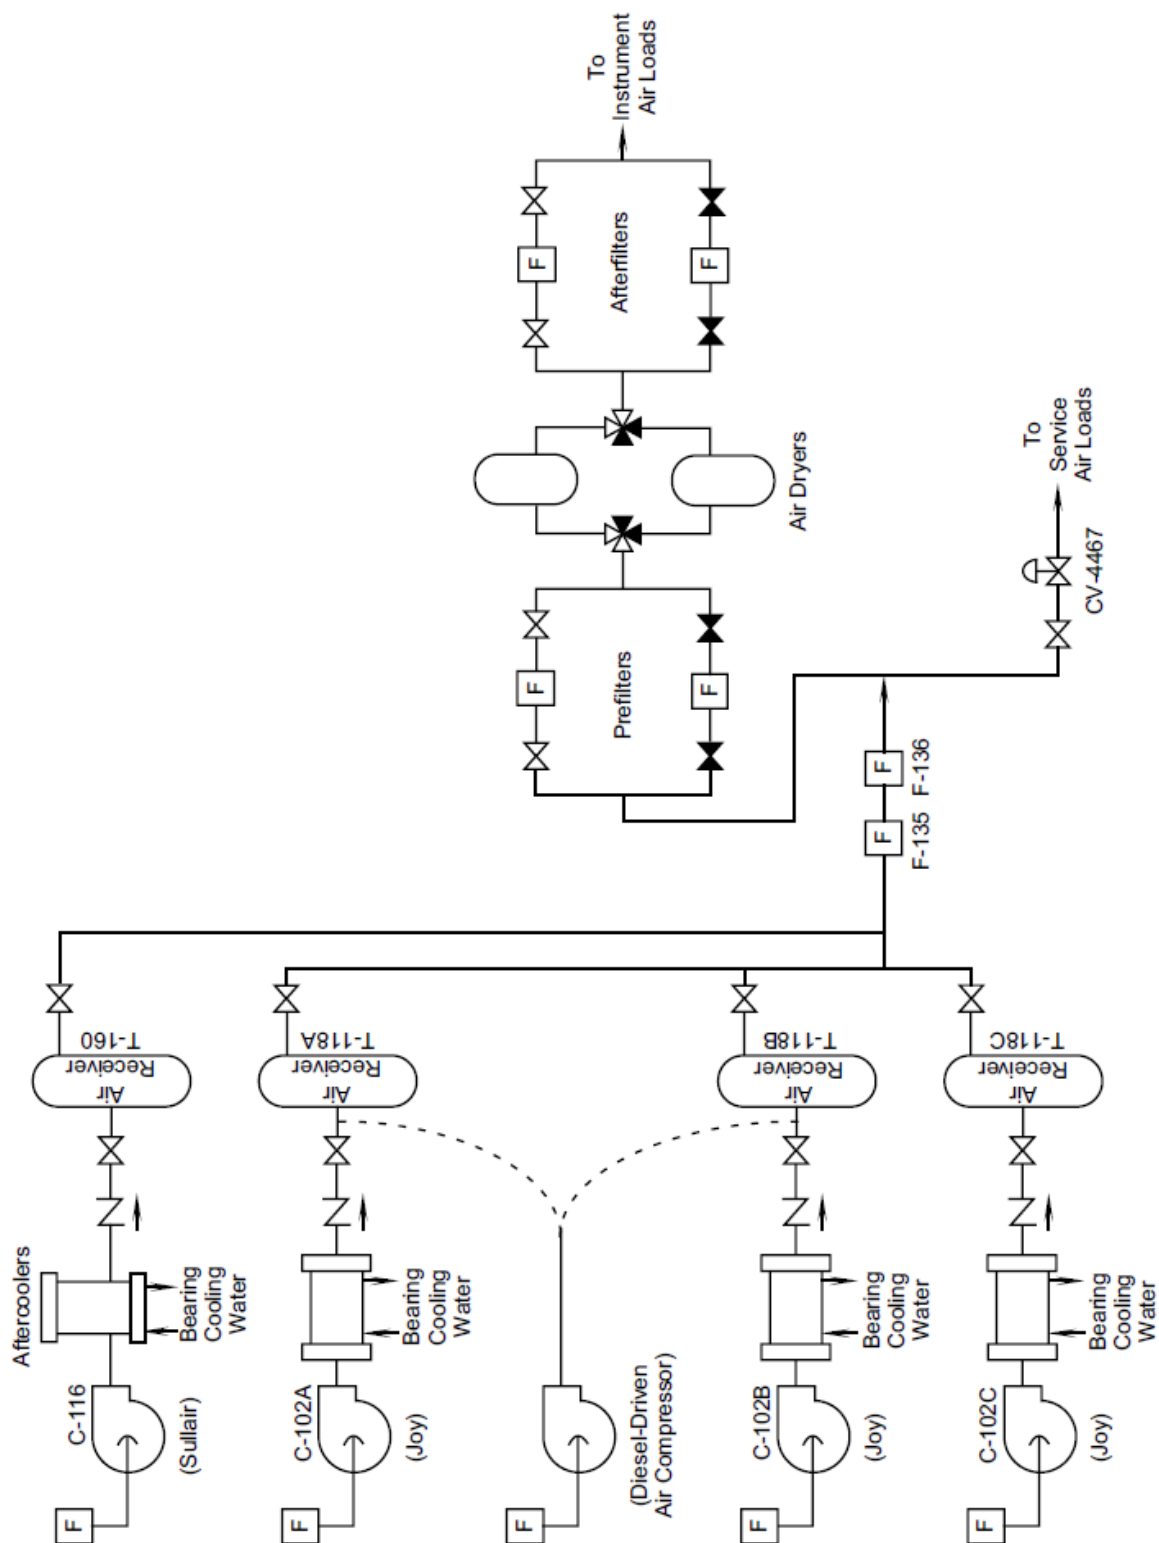 To
Instrument
Air Loads
F
F
Afterfilters
Air Dryers
To
Service
Air Loads
CV-4467
F
F
Prefilters
F
F
F-135
F-136
T-160
Air
Receiver
T-118A
Air
Receiver
T-118B
Air
Receiver
T-118C
Air
Receiver
Aftercoolers
Bearing
Cooling
Water
Bearing
Cooling
Water
Bearing
Cooling
Water
Bearing
Cooling
Water
C-116
(Sullair)
C-102A
(Joy)
(Diesel-Driven
Air Compressor)
C-102B
(Joy)
C-102C
(Joy)
F
F
F
F
F